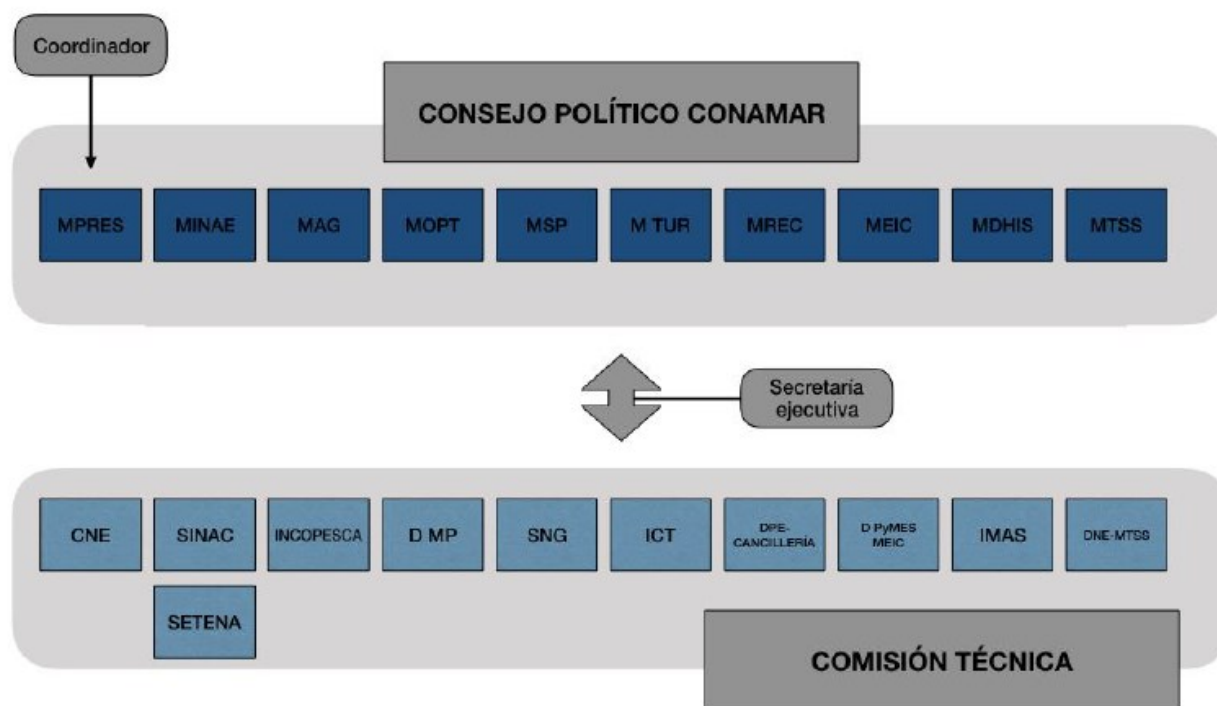 Coordinador
CONSEJO POLÍTICO CONAMAR
MPRES
MINAE
MAG
MOPT
MSP
M TUR
MREC
MEIC
MDHIS
MTSS
Secretaría
ejecutiva
CNE
SINAC
INCOPESCA
D MP
SNG
ICT
DPE-
CANCILLERÍA
D PyMES
MEIC
IMAS
DNE-MTSS
SETENA
COMISIÓN TÉCNICA